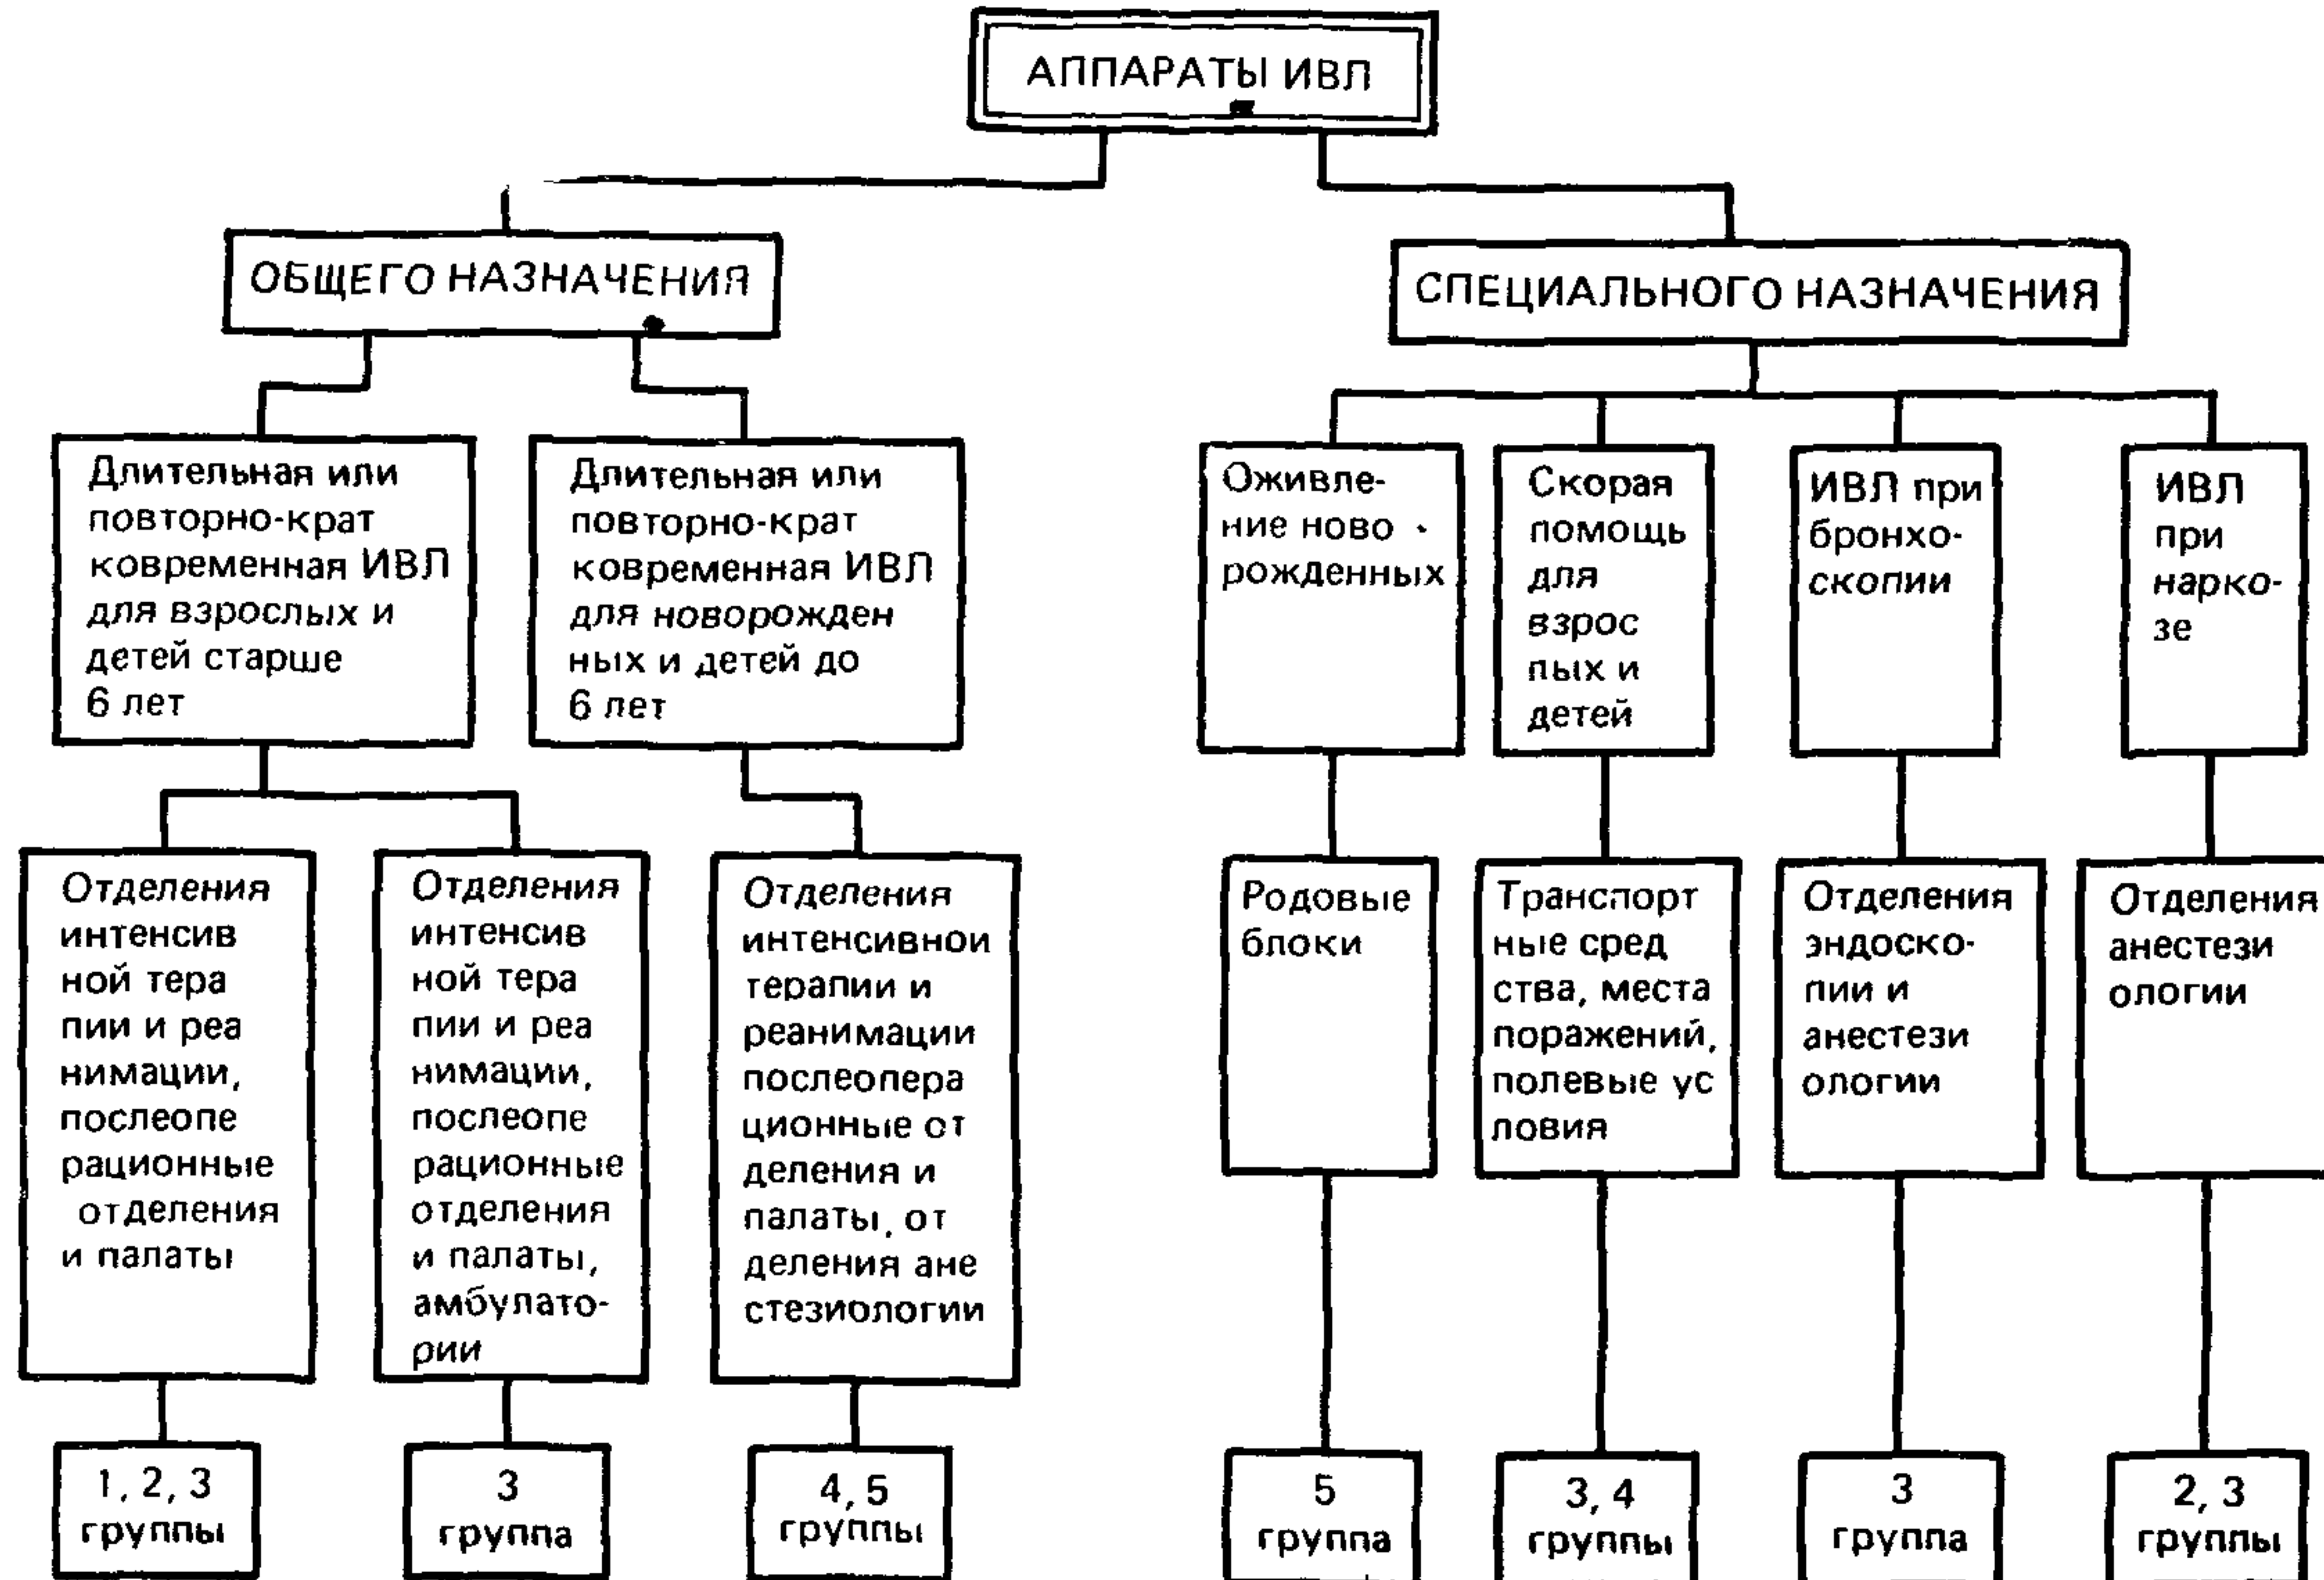 АППАРАТЫ ИВЛ
ОБЩЕГО НАЗНАЧЕНИЯ
СПЕЦИАЛЬНОГО НАЗНАЧЕНИЯ
Длительная или
повторно-крат
ковременная ИВЛ
для взрослых и
детей старше
6 лет
Длительная или
повторно-крат
ковременная ИВЛ
для новорожден
ных и детей до
6 лет
Оживле-
ние ново -
рожденных
Скорая
помощь
для
взрос
лых и
детей
ИВЛ при
бронхо-
скопии
ИВЛ
при
нарко-
зе
Отделения
интенсив
ной тера
пии и реа
нимации,
послеопе
рационные
отделения
и палаты
Отделения
интенсив
ной тера
пии и реа
нимации,
послеопе
рационные
отделения
и палаты,
амбулато-
рии
Отделения
интенсивной
терапии и
реанимации
послеопера
ционные от
деления и
палаты, от
деления ане
стезиологии
Родовые
блоки
Транспорт
ные сред
ства, места
поражений,
полевые ус
ловия
Отделения
эндоско-
пии и
анестези
ологии
Отделения
анестези
ологии
1, 2, 3
группы
3
группа
4, 5
группы
5
группа
3, 4
группы
3
группа
2, 3
группы